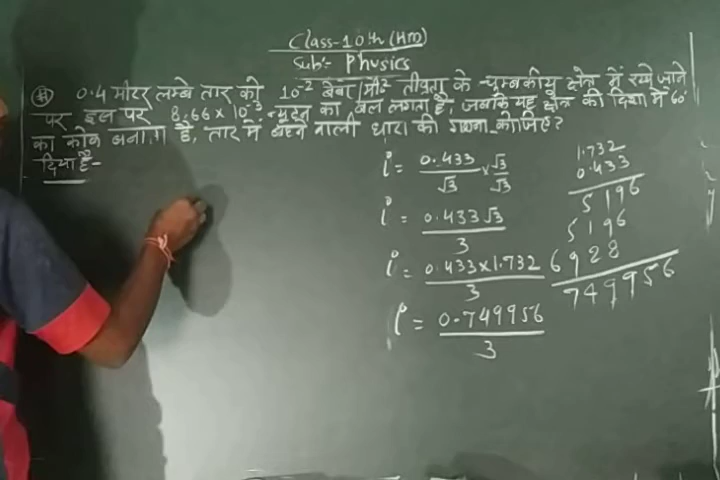 Class-10th (HM)
Sub:- Physics
0.4 मीटर लम्बे तार को 10⁻² वेबर/मी² तीव्रता के चुम्बकीय क्षेत्र में रखे जाने
पर इस पर 8.66 × 10⁻³ न्यूटन का बल लगता है, जबकि यह क्षेत्र की दिशा में 60°
का कोण बनाता है, तार में बहने वाली धारा की गणना कीजिए?
दिया है-
i = 0.433/√3 × √3/√3
i = 0.433√3/3
i = 0.433×1.732/3
i = 0.749956/3
1.732
0.433
5196
5196
6928
749956